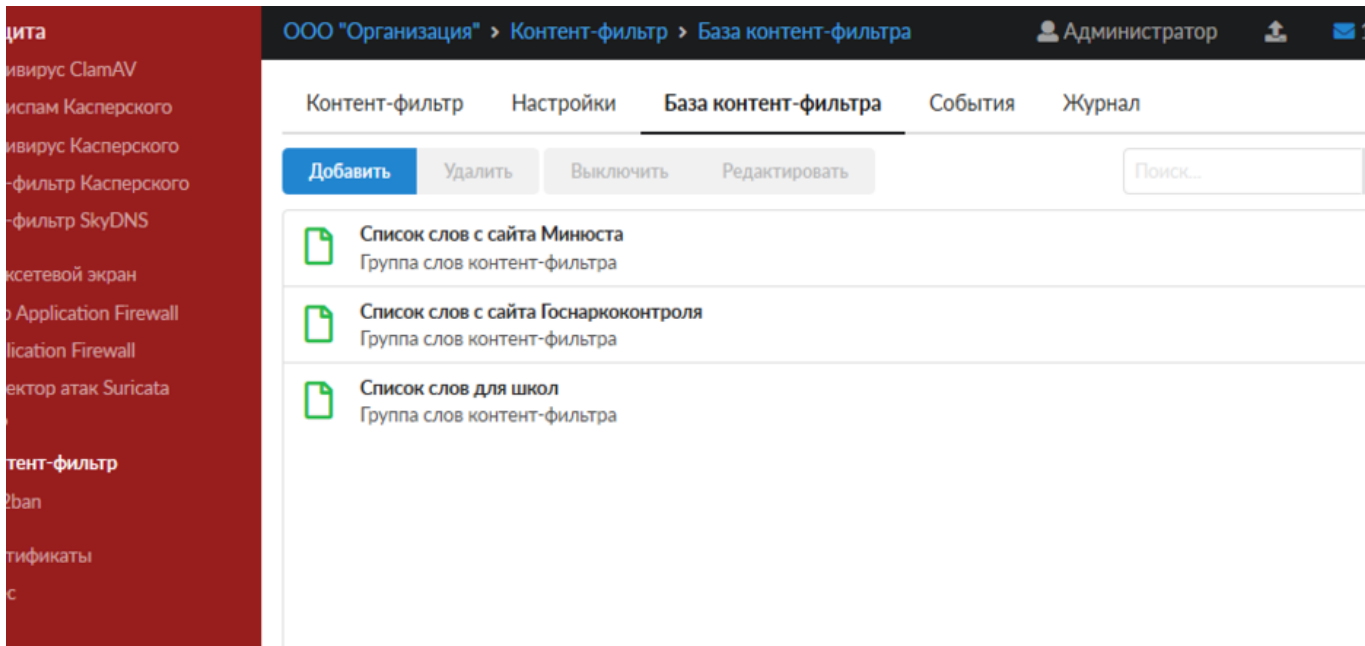 щита
ивирус ClamAV
испам Касперского
ивирус Касперского
-фильтр Касперского
-фильтр SkyDNS
ксетевой экран
Application Firewall
lication Firewall
ектор атак Suricata
тент-фильтр
2ban
тификаты
с
ООО "Организация" > Контент-фильтр > База контент-фильтра
Администратор
Контент-фильтр Настройки База контент-фильтра События Журнал
Добавить Удалить Выключить Редактировать Поиск...
Список слов с сайта Минюста
Группа слов контент-фильтра
Список слов с сайта Госнаркоконтроля
Группа слов контент-фильтра
Список слов для школ
Группа слов контент-фильтра